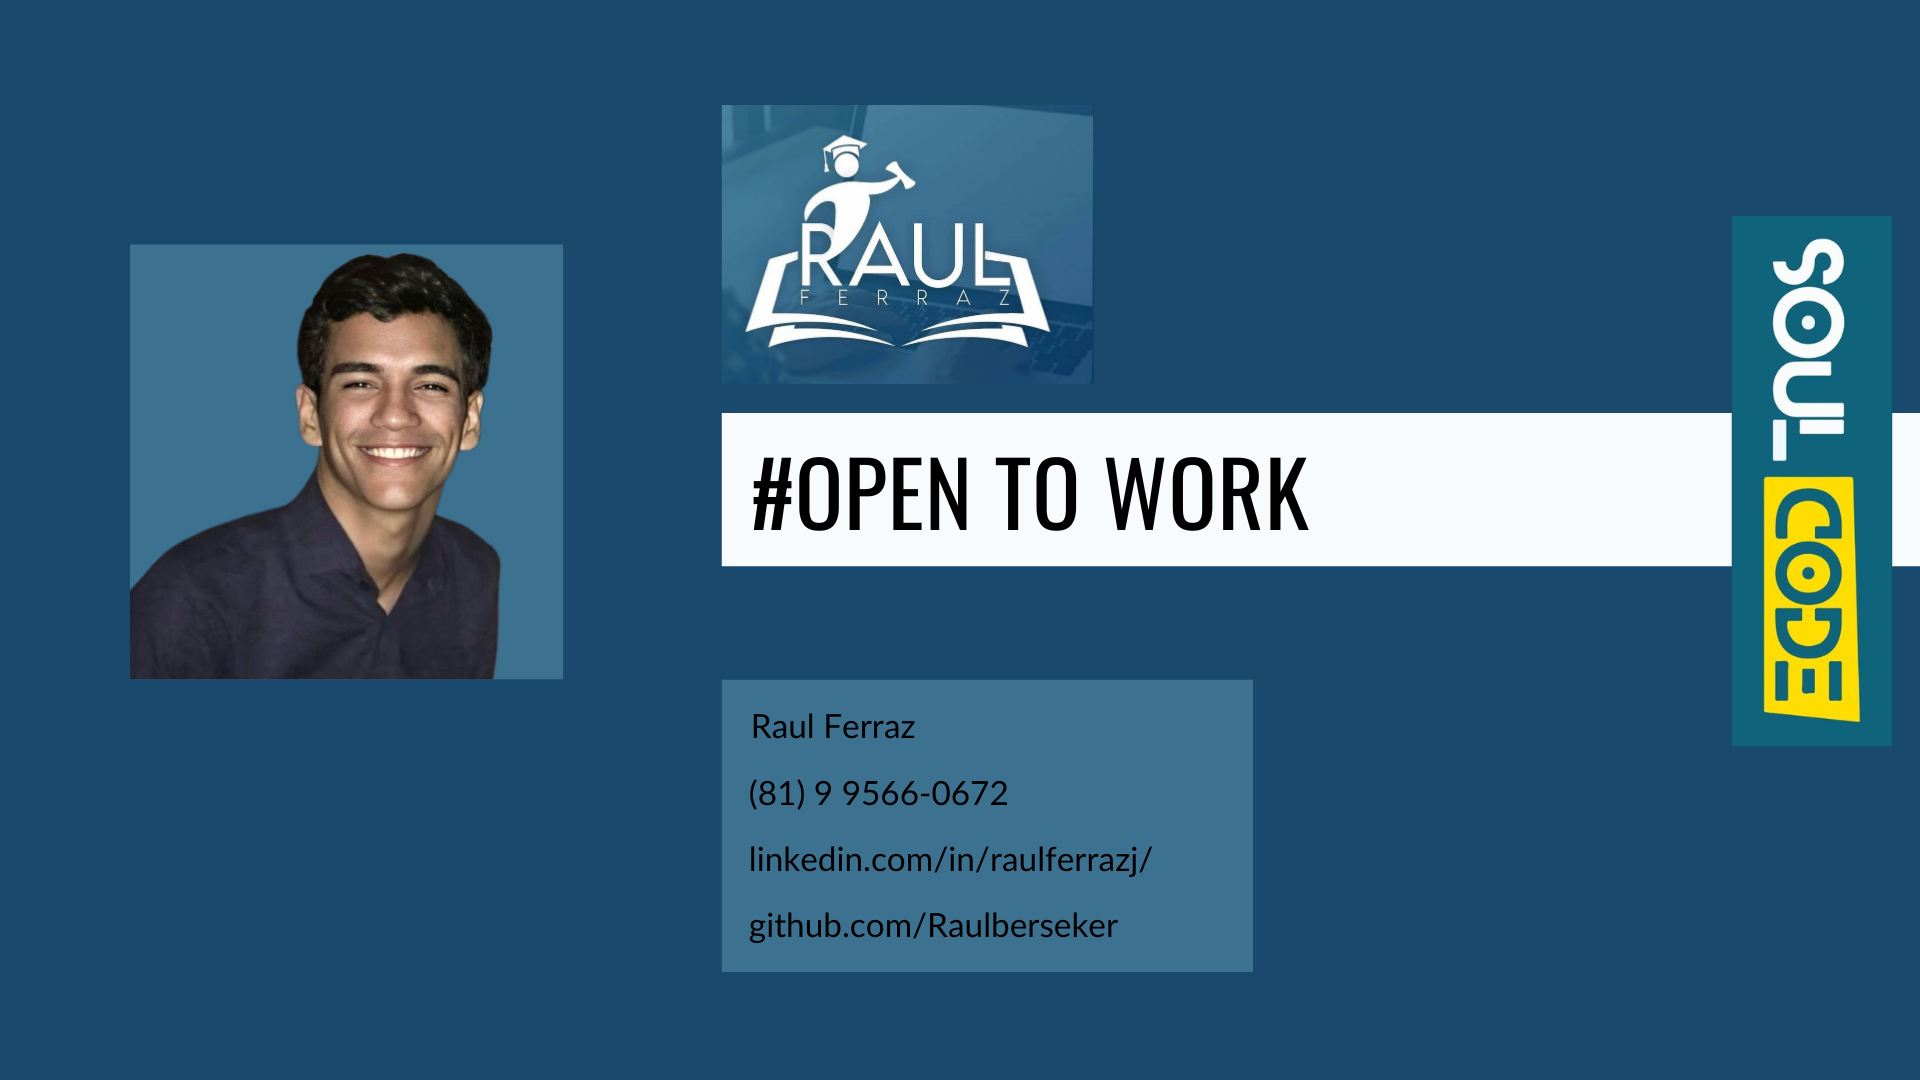 RAUL
FERRAZ
#OPEN TO WORK
SOUL
CODE
Raul Ferraz
(81) 9 9566-0672
linkedin.com/in/raulferrazj/
github.com/Raulberseker